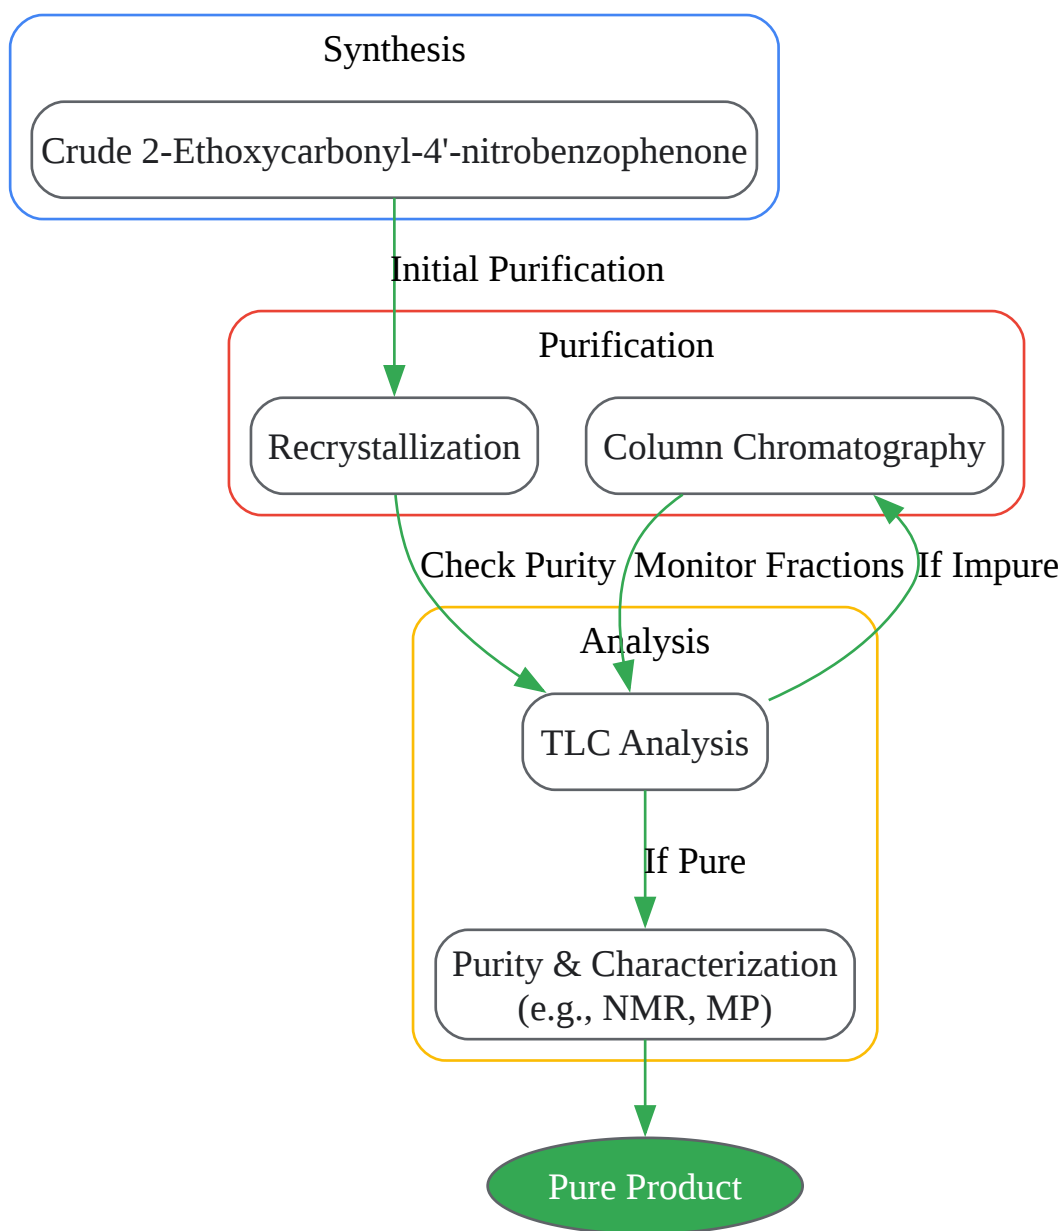 Synthesis
Crude 2-Ethoxycarbonyl-4'-nitrobenzophenone
Initial Purification
Purification
Recrystallization
Column Chromatography
Check Purity
Monitor Fractions
If Impure
Analysis
TLC Analysis
If Pure
Purity & Characterization
(e.g., NMR, MP)
Pure Product